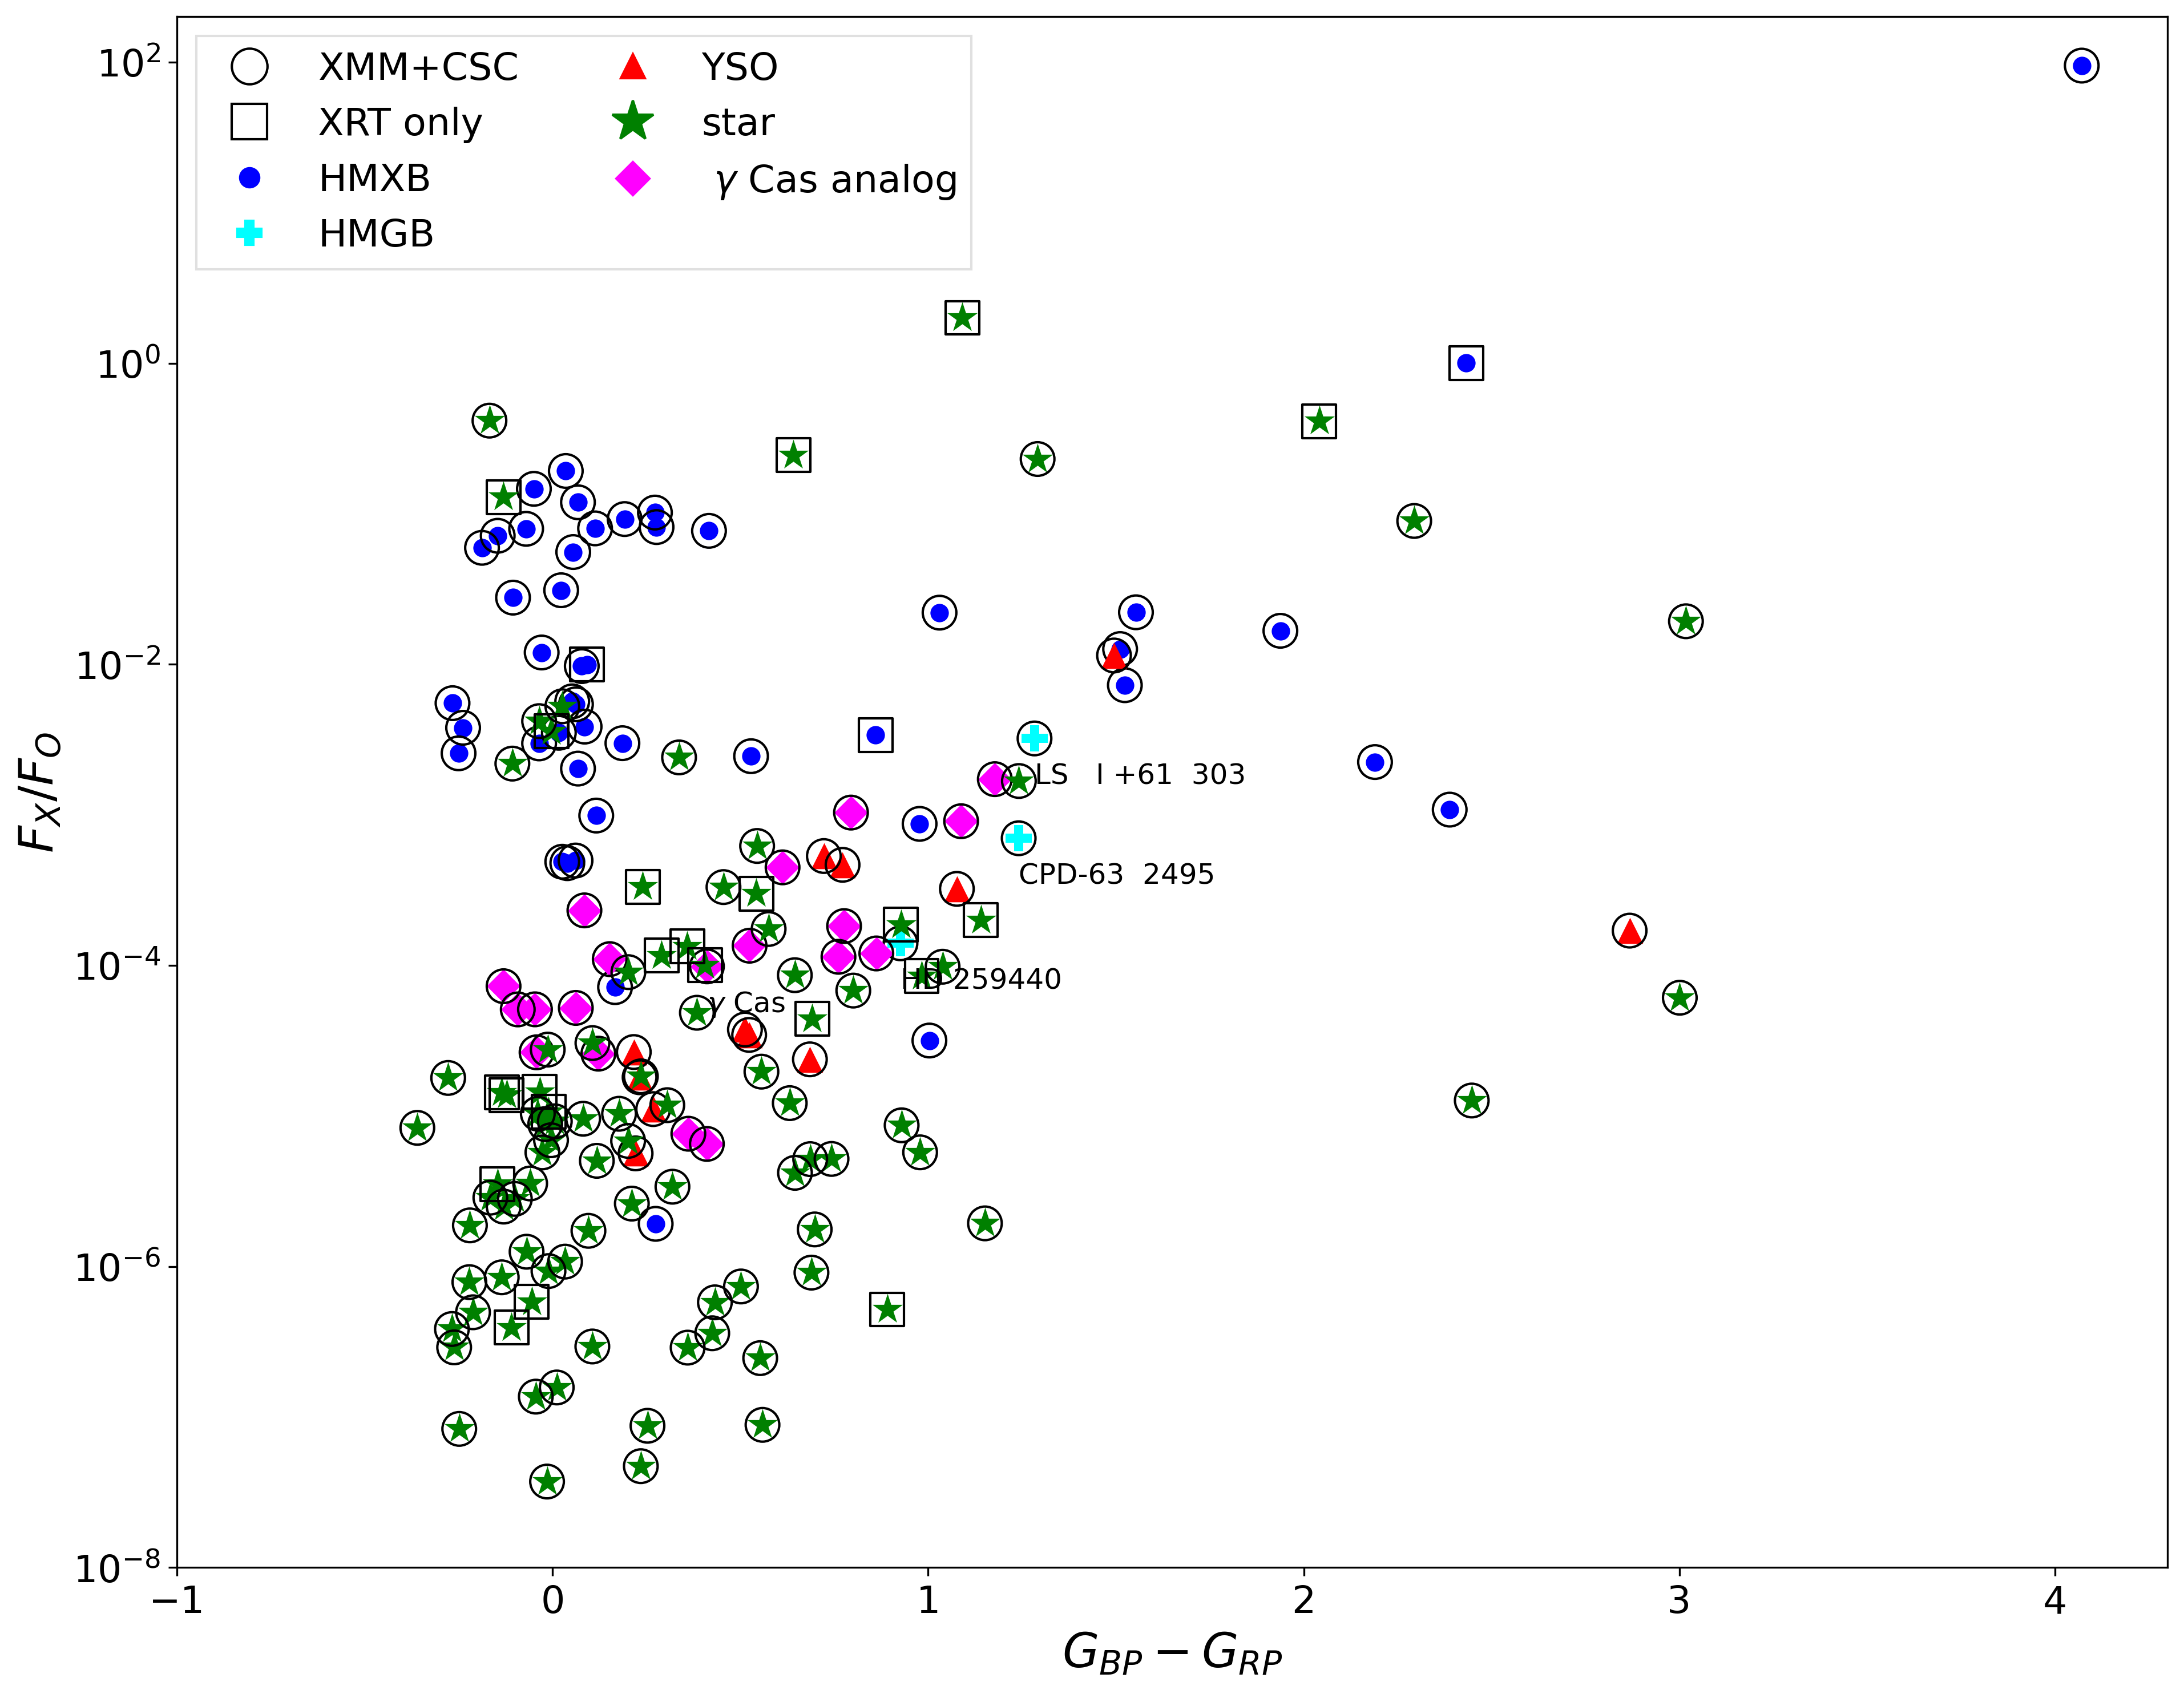 XMM+CSC
XRT only
HMXB
HMGB
YSO
star
γ Cas analog
10²
10⁰
10⁻²
10⁻⁴
10⁻⁶
10⁻⁸
F_X/F_O
LS   I +61  303
CPD-63  2495
HD 259440
γ Cas
−1 0 1 2 3 4
G_BP − G_RP